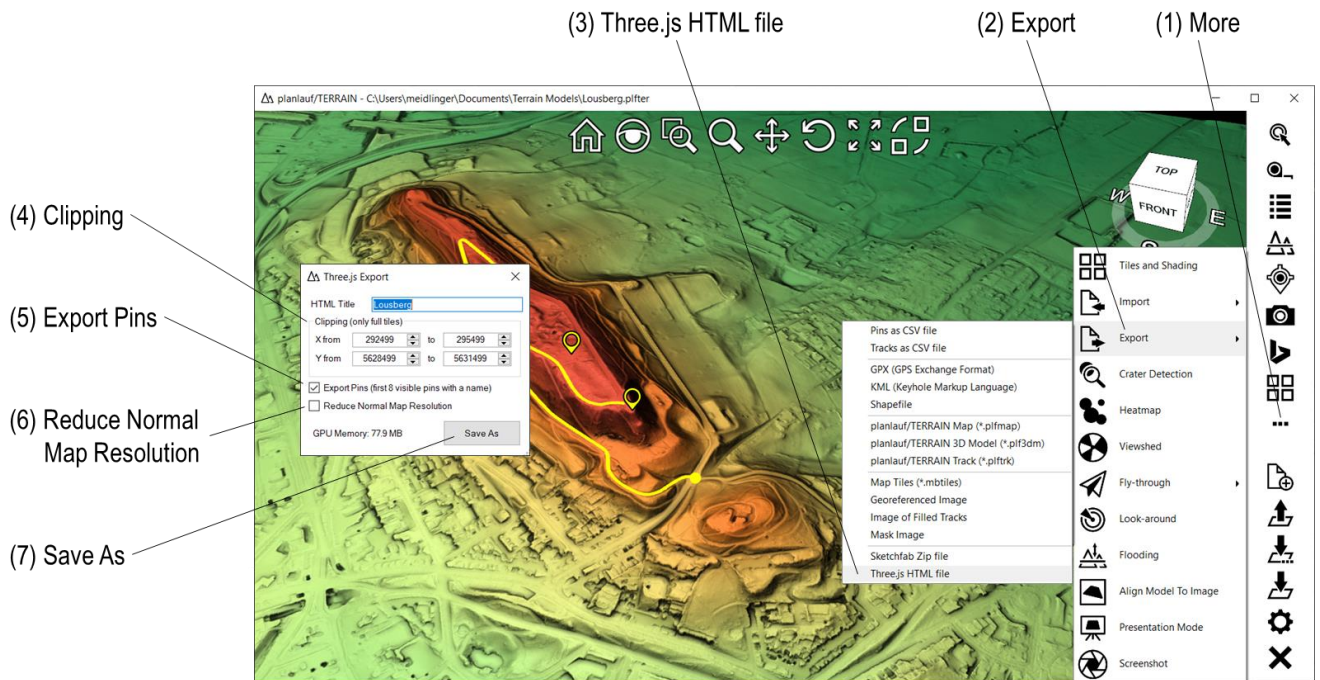 (3) Three.js HTML file
(2) Export
(1) More
planlauf/TERRAIN - C:\Users\meidlinger\Documents\Terrain Models\Lousberg.plfter
TOP
FRONT
W
E
(4) Clipping
(5) Export Pins
(6) Reduce Normal
Map Resolution
(7) Save As
Three.js Export
HTML Title Lousberg
Clipping (only full tiles)
X from 292499 to 295499
Y from 5628499 to 5631499
Export Pins (first 8 visible pins with a name)
Reduce Normal Map Resolution
GPU Memory: 77.9 MB Save As
Pins as CSV file
Tracks as CSV file
GPX (GPS Exchange Format)
KML (Keyhole Markup Language)
Shapefile
planlauf/TERRAIN Map (*.plfmap)
planlauf/TERRAIN 3D Model (*.plf3dm)
planlauf/TERRAIN Track (*.plftrk)
Map Tiles (*.mbtiles)
Georeferenced Image
Image of Filled Tracks
Mask Image
Sketchfab Zip file
Three.js HTML file
Tiles and Shading
Import
Export
Crater Detection
Heatmap
Viewshed
Fly-through
Look-around
Flooding
Align Model To Image
Presentation Mode
Screenshot